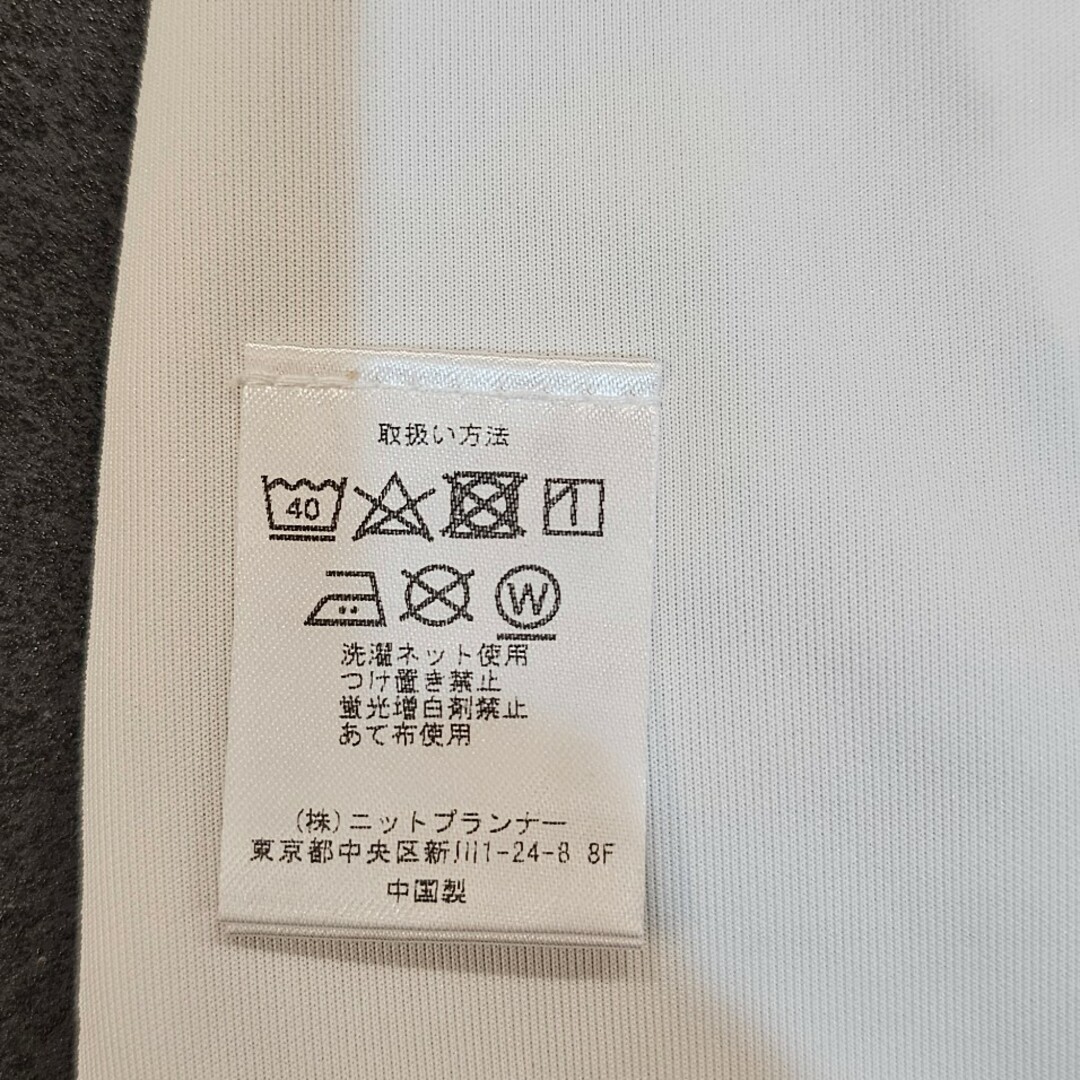 取扱い方法
40
W
洗濯ネット使用
つけ置き禁止
蛍光増白剤禁止
あて布使用
(株)ニットプランナー
東京都中央区新川1-24-8 8F
中国製